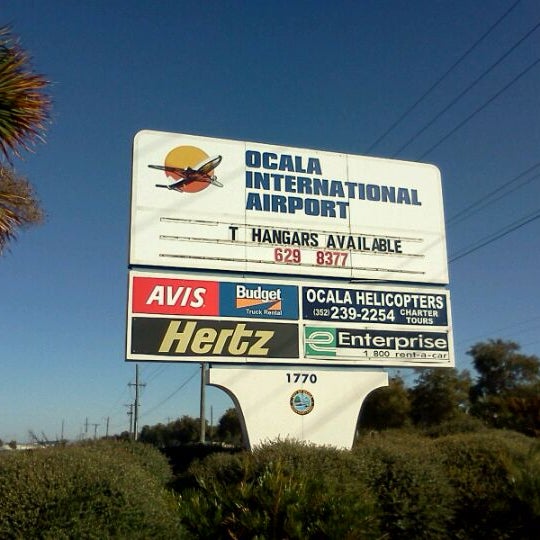 OCALA
INTERNATIONAL
AIRPORT
T HANGARS AVAILABLE
629 8377
AVIS
Budget
Truck Rental
OCALA HELICOPTERS
(352) 239-2254 CHARTER TOURS
Hertz
e Enterprise
1 800 rent-a-car
1770